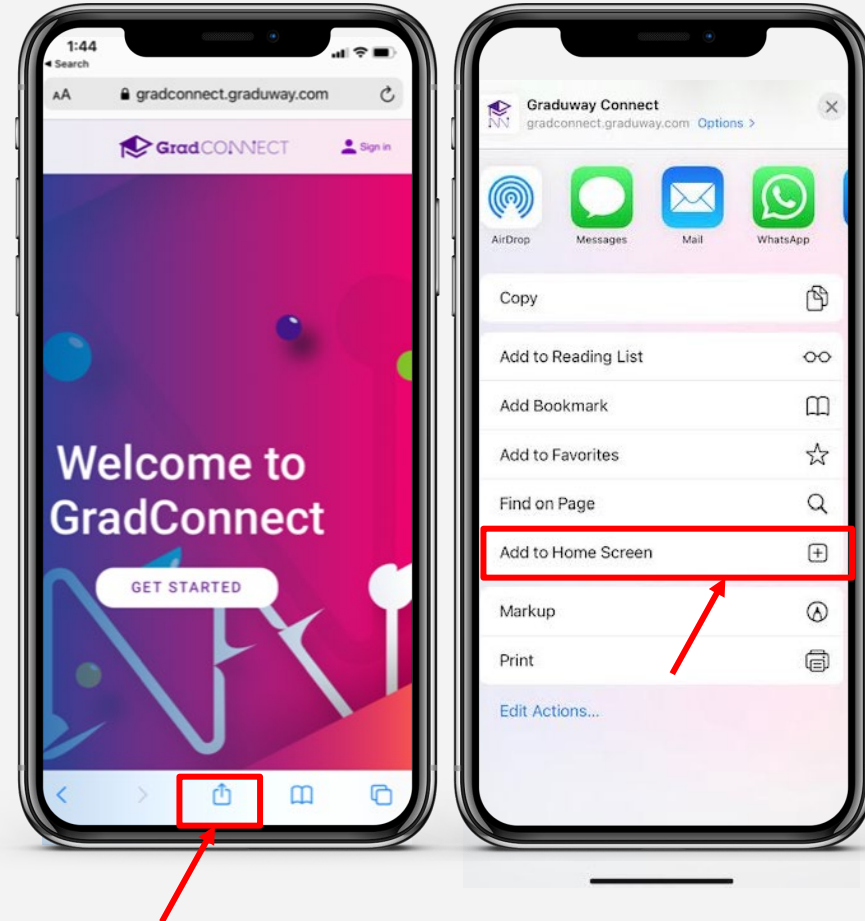 1:44
Search
AA gradconnect.graduway.com
GradCONNECT Sign in
Welcome to
GradConnect
GET STARTED
Graduway Connect
gradconnect.graduway.com Options >
AirDrop Messages Mail WhatsApp
Copy
Add to Reading List
Add Bookmark
Add to Favorites
Find on Page
Add to Home Screen
Markup
Print
Edit Actions...